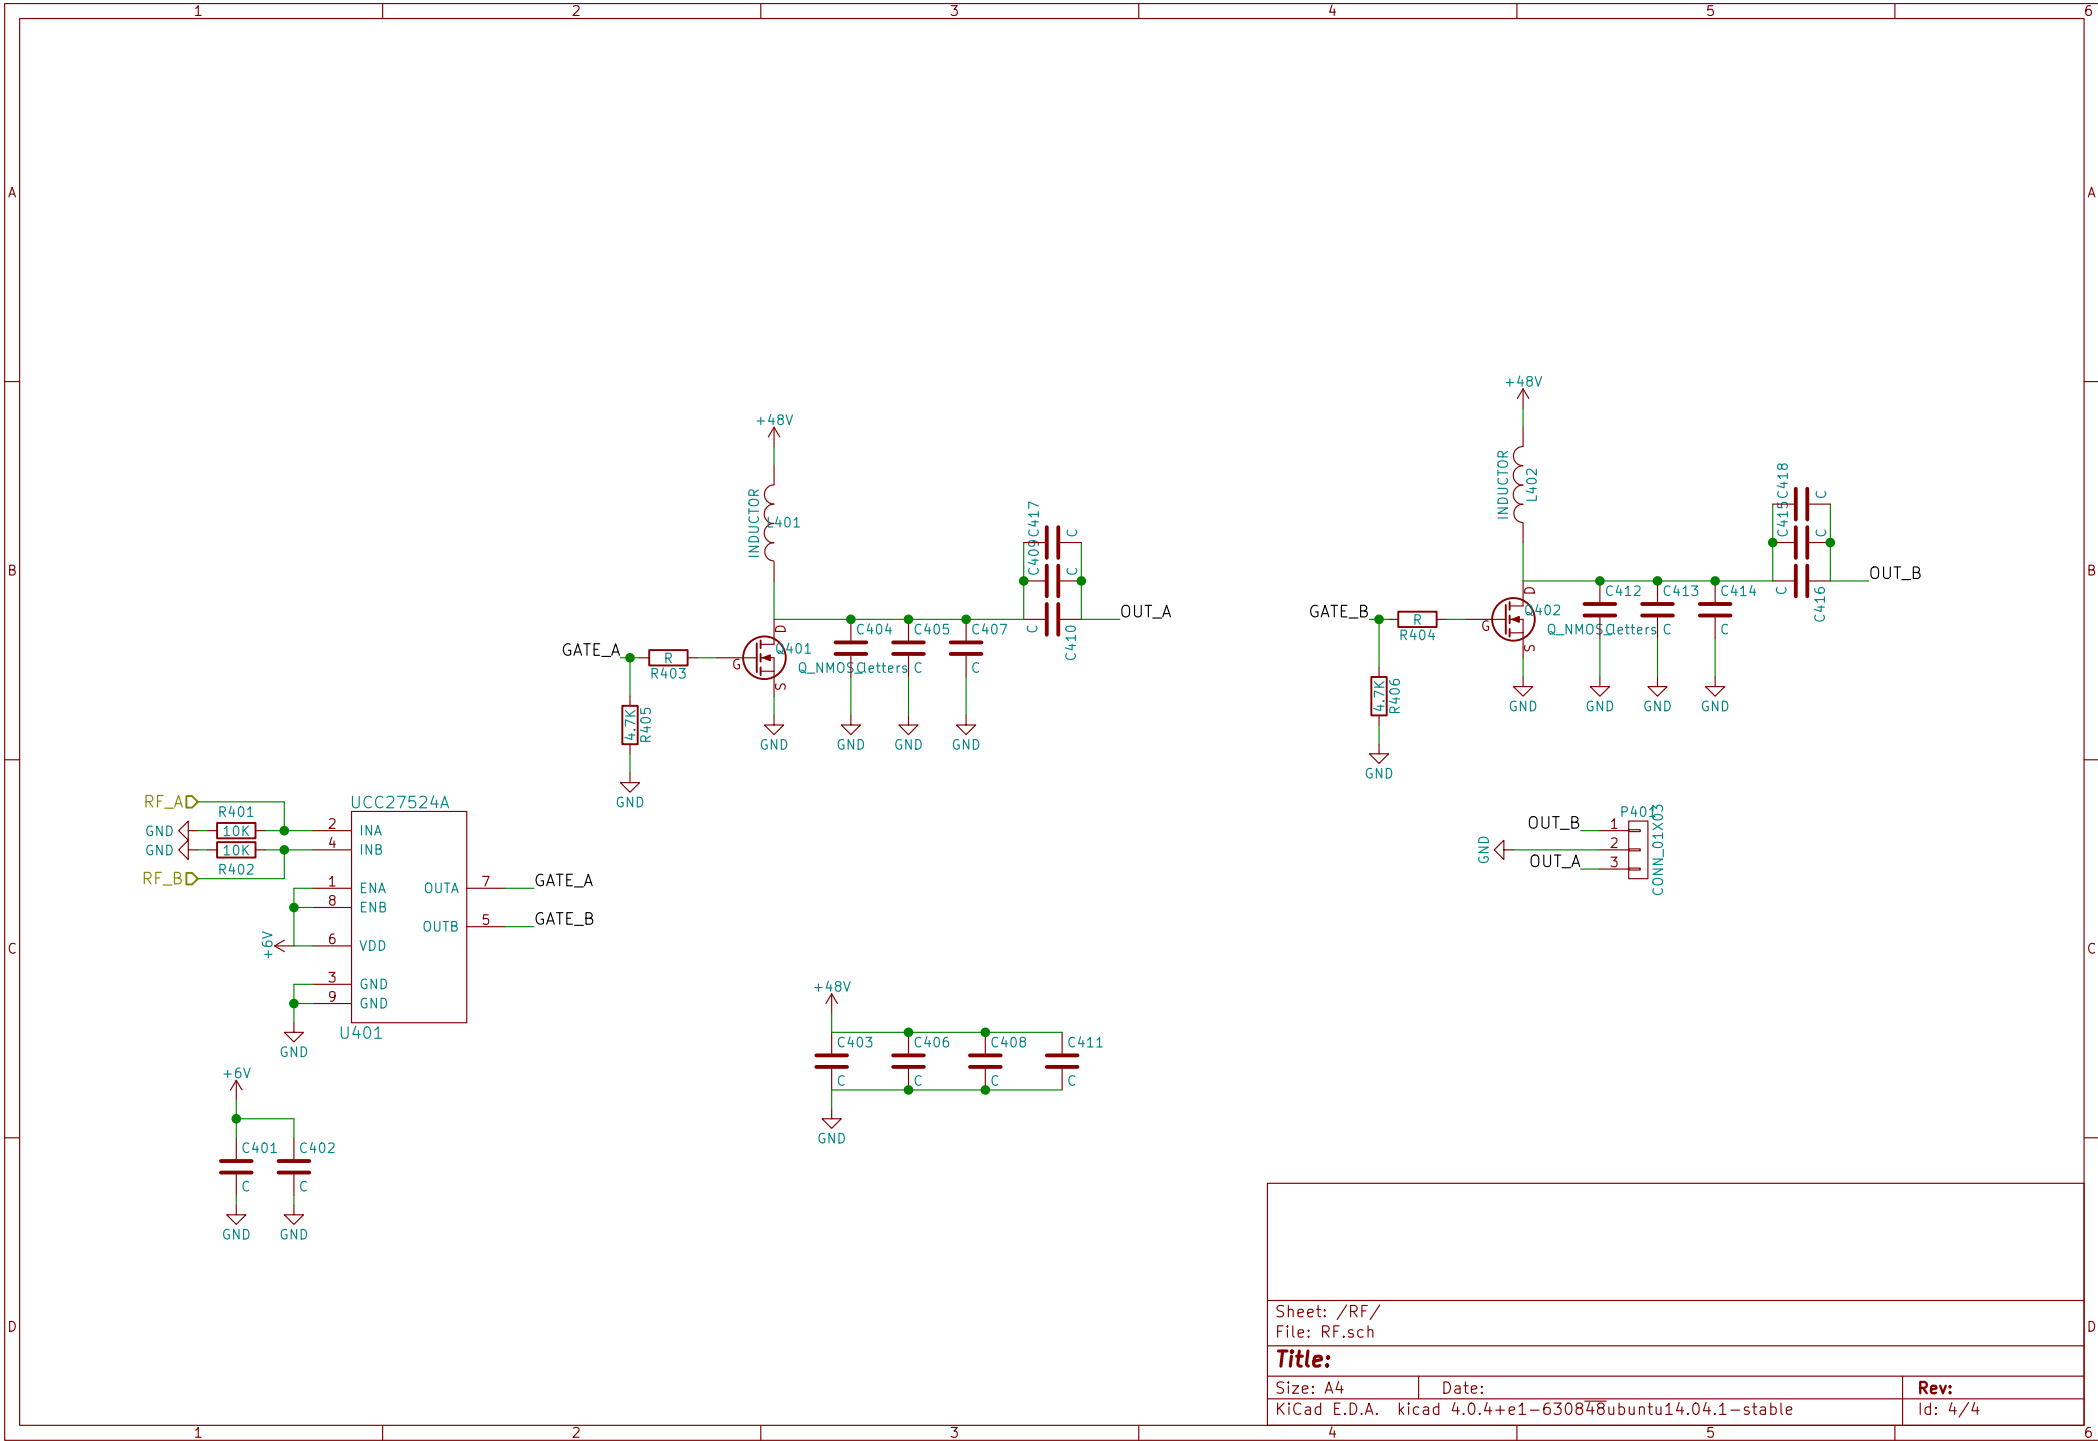 1 2 3 4 5 6
A A
B B
C C
D D
+48V
INDUCTOR
L401
GATE_A
R
R403
4.7K
R405
GND
G
D
S
Q401
Q_NMOS_letters
GND
C404
C
GND
C405
C
GND
C407
C
GND
C417
C
C409
C
C410
C
OUT_A
+48V
INDUCTOR
L402
GATE_B
R
R404
4.7K
R406
GND
G
D
S
Q402
Q_NMOS_letters
GND
C412
C
GND
C413
C
GND
C414
C
GND
C418
C
C415
C
C416
C
OUT_B
RF_A
R401
GND 10K
GND 10K
R402
RF_B
UCC27524A
2 INA
4 INB
1 ENA
8 ENB
+6V
6 VDD
3 GND
9 GND
OUTA 7 GATE_A
OUTB 5 GATE_B
U401
GND
P401
CONN_01X03
OUT_B 1
GND 2
OUT_A 3
+48V
C403 C406 C408 C411
C C C C
GND
+6V
C401 C402
C C
GND GND
Sheet: /RF/
File: RF.sch
Title:
Size: A4 Date: Rev:
KiCad E.D.A. kicad 4.0.4+e1-630848ubuntu14.04.1-stable Id: 4/4
1 2 3 4 5 6